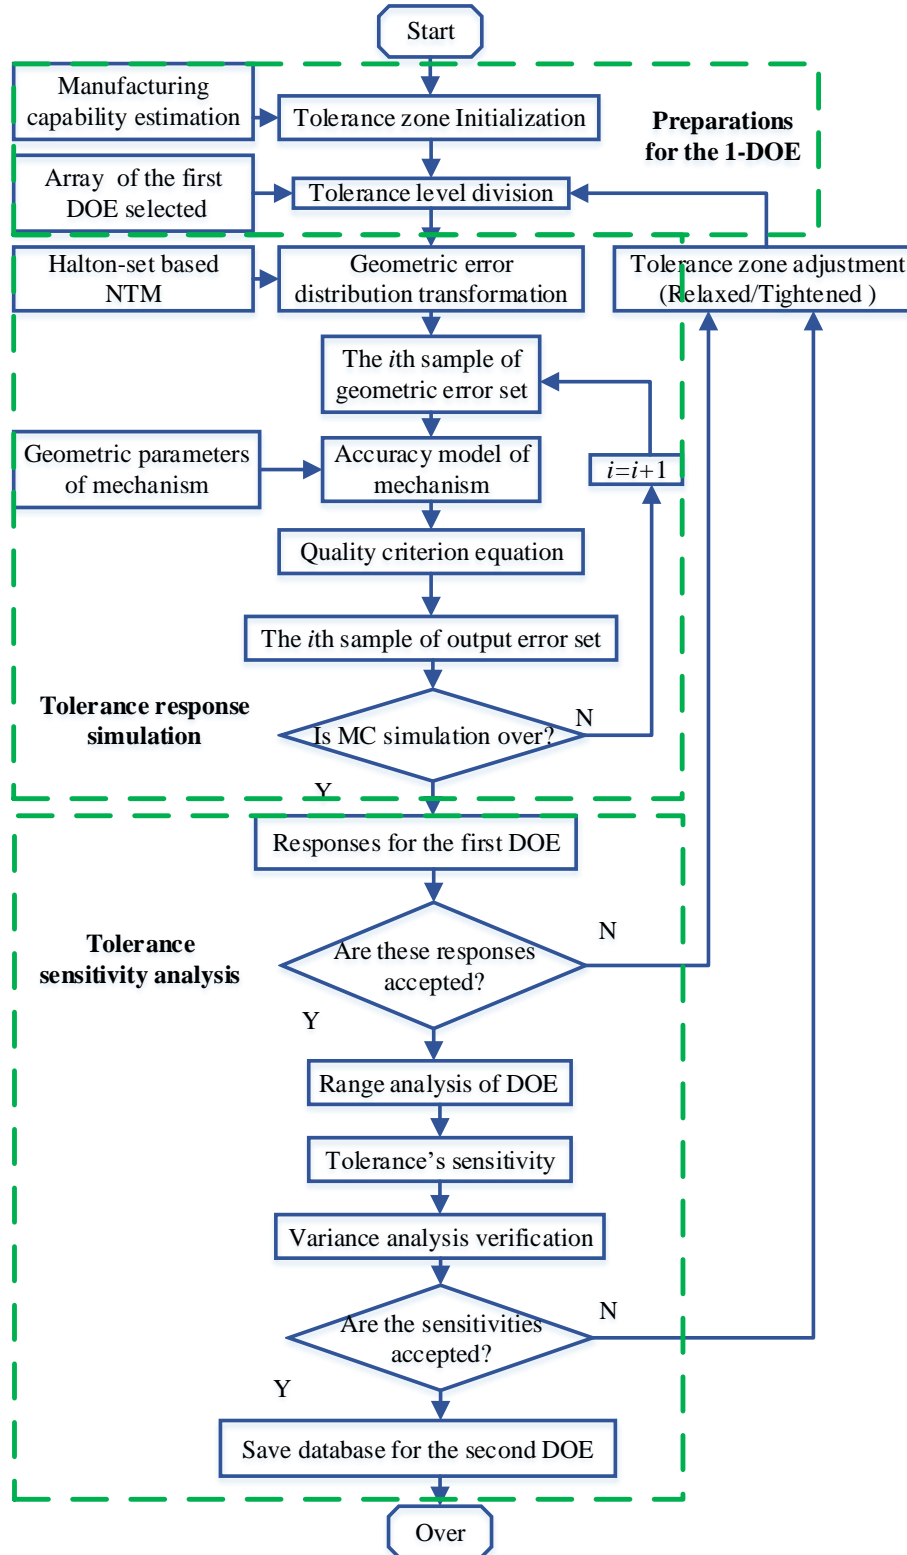 Start
Manufacturing
capability estimation
Tolerance zone Initialization
Preparations
for the 1-DOE
Array of the first
DOE selected
Tolerance level division
Halton-set based
NTM
Geometric error
distribution transformation
Tolerance zone adjustment
(Relaxed/Tightened )
The ith sample of
geometric error set
Geometric parameters
of mechanism
Accuracy model of
mechanism
i=i+1
Quality criterion equation
The ith sample of output error set
Tolerance response
simulation
Is MC simulation over?
N
Y
Responses for the first DOE
Tolerance
sensitivity analysis
Are these responses
accepted?
N
Y
Range analysis of DOE
Tolerance’s sensitivity
Variance analysis verification
Are the sensitivities
accepted?
N
Y
Save database for the second DOE
Over